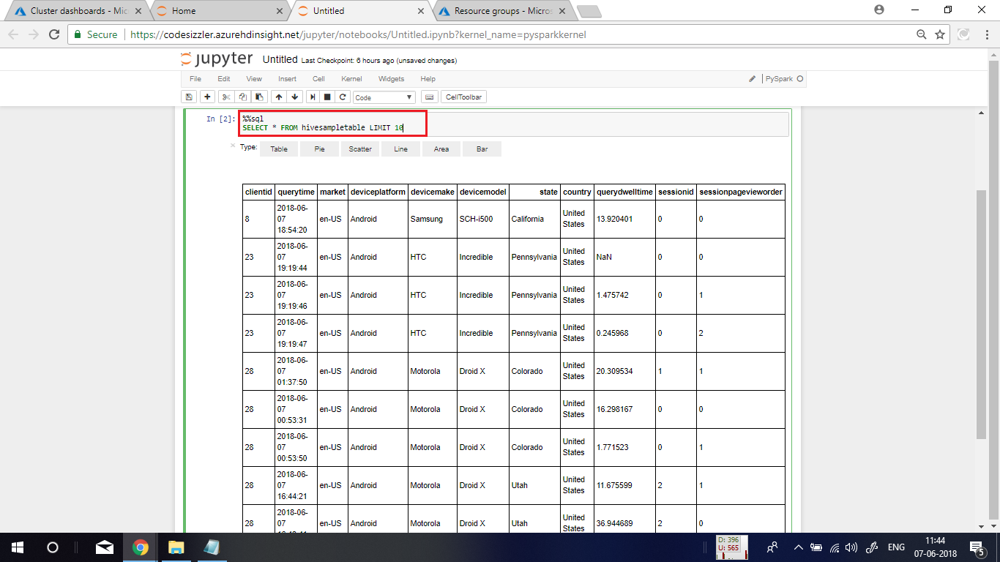 Cluster dashboards - Mic
Home
Untitled
Resource groups - Micros
Secure
https://codesizzler.azurehdinsight.net/jupyter/notebooks/Untitled.ipynb?kernel_name=pysparkkernel
jupyter Untitled Last Checkpoint: 6 hours ago (unsaved changes)
File Edit View Insert Cell Kernel Widgets Help PySpark
Code CellToolbar
In [2]: %%sql
SELECT * FROM hivesampletable LIMIT 10
Type: Table Pie Scatter Line Area Bar
clientid querytime market deviceplatform devicemake devicemodel state country querydwelltime sessionid sessionpagevieworder
8 2018-06-07 18:54:20 en-US Android Samsung SCH-i500 California United States 13.920401 0 0
23 2018-06-07 19:19:44 en-US Android HTC Incredible Pennsylvania United States NaN 0 0
23 2018-06-07 19:19:46 en-US Android HTC Incredible Pennsylvania United States 1.475742 0 1
23 2018-06-07 19:19:47 en-US Android HTC Incredible Pennsylvania United States 0.245968 0 2
28 2018-06-07 01:37:50 en-US Android Motorola Droid X Colorado United States 20.309534 1 1
28 2018-06-07 00:53:31 en-US Android Motorola Droid X Colorado United States 16.298167 0 0
28 2018-06-07 00:53:50 en-US Android Motorola Droid X Colorado United States 1.771523 0 1
28 2018-06-07 16:44:21 en-US Android Motorola Droid X Utah United States 11.675599 2 1
28 2018-06-07 en-US Android Motorola Droid X Utah United States 36.944689 2 0
D: 396
U: 565
ENG
11:44
07-06-2018
5